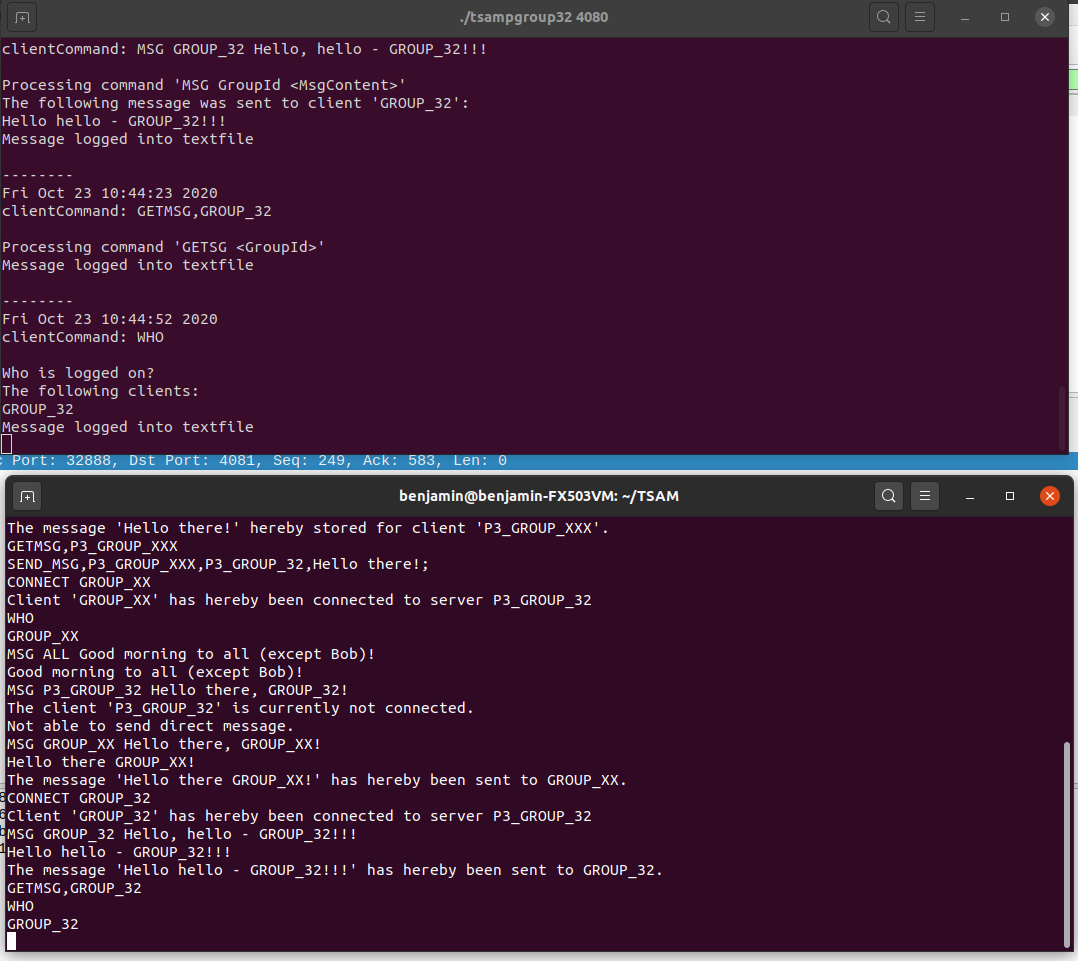 ./tsampgroup32 4080
clientCommand: MSG GROUP_32 Hello, hello - GROUP_32!!!
Processing command 'MSG GroupId <MsgContent>'
The following message was sent to client 'GROUP_32':
Hello hello - GROUP_32!!!
Message logged into textfile
--------
Fri Oct 23 10:44:23 2020
clientCommand: GETMSG,GROUP_32
Processing command 'GETSG <GroupId>'
Message logged into textfile
--------
Fri Oct 23 10:44:52 2020
clientCommand: WHO
Who is logged on?
The following clients:
GROUP_32
Message logged into textfile
Port: 32888, Dst Port: 4081, Seq: 249, Ack: 583, Len: 0
benjamin@benjamin-FX503VM: ~/TSAM
The message 'Hello there!' hereby stored for client 'P3_GROUP_XXX'.
GETMSG,P3_GROUP_XXX
SEND_MSG,P3_GROUP_XXX,P3_GROUP_32,Hello there!;
CONNECT GROUP_XX
Client 'GROUP_XX' has hereby been connected to server P3_GROUP_32
WHO
GROUP_XX
MSG ALL Good morning to all (except Bob)!
Good morning to all (except Bob)!
MSG P3_GROUP_32 Hello there, GROUP_32!
The client 'P3_GROUP_32' is currently not connected.
Not able to send direct message.
MSG GROUP_XX Hello there, GROUP_XX!
Hello there GROUP_XX!
The message 'Hello there GROUP_XX!' has hereby been sent to GROUP_XX.
CONNECT GROUP_32
Client 'GROUP_32' has hereby been connected to server P3_GROUP_32
MSG GROUP_32 Hello, hello - GROUP_32!!!
Hello hello - GROUP_32!!!
The message 'Hello hello - GROUP_32!!!' has hereby been sent to GROUP_32.
GETMSG,GROUP_32
WHO
GROUP_32